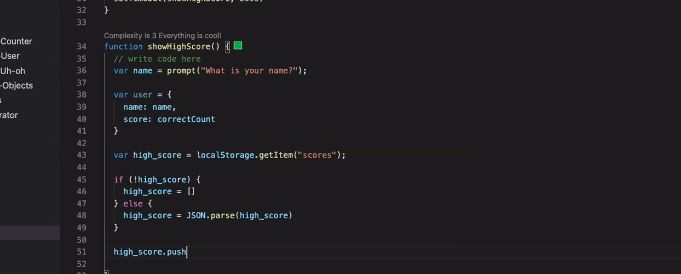 32 }
33
Complexity is 3 Everything is cool!
34 function showHighScore() {
35 // write code here
36 var name = prompt("What is your name?");
37
38 var user = {
39 name: name,
40 score: correctCount
41 }
42
43 var high_score = localStorage.getItem("scores");
44
45 if (!high_score) {
46 high_score = []
47 } else {
48 high_score = JSON.parse(high_score)
49 }
50
51 high_score.push
52
Counter
-User
Uh-oh
-Objects
rator